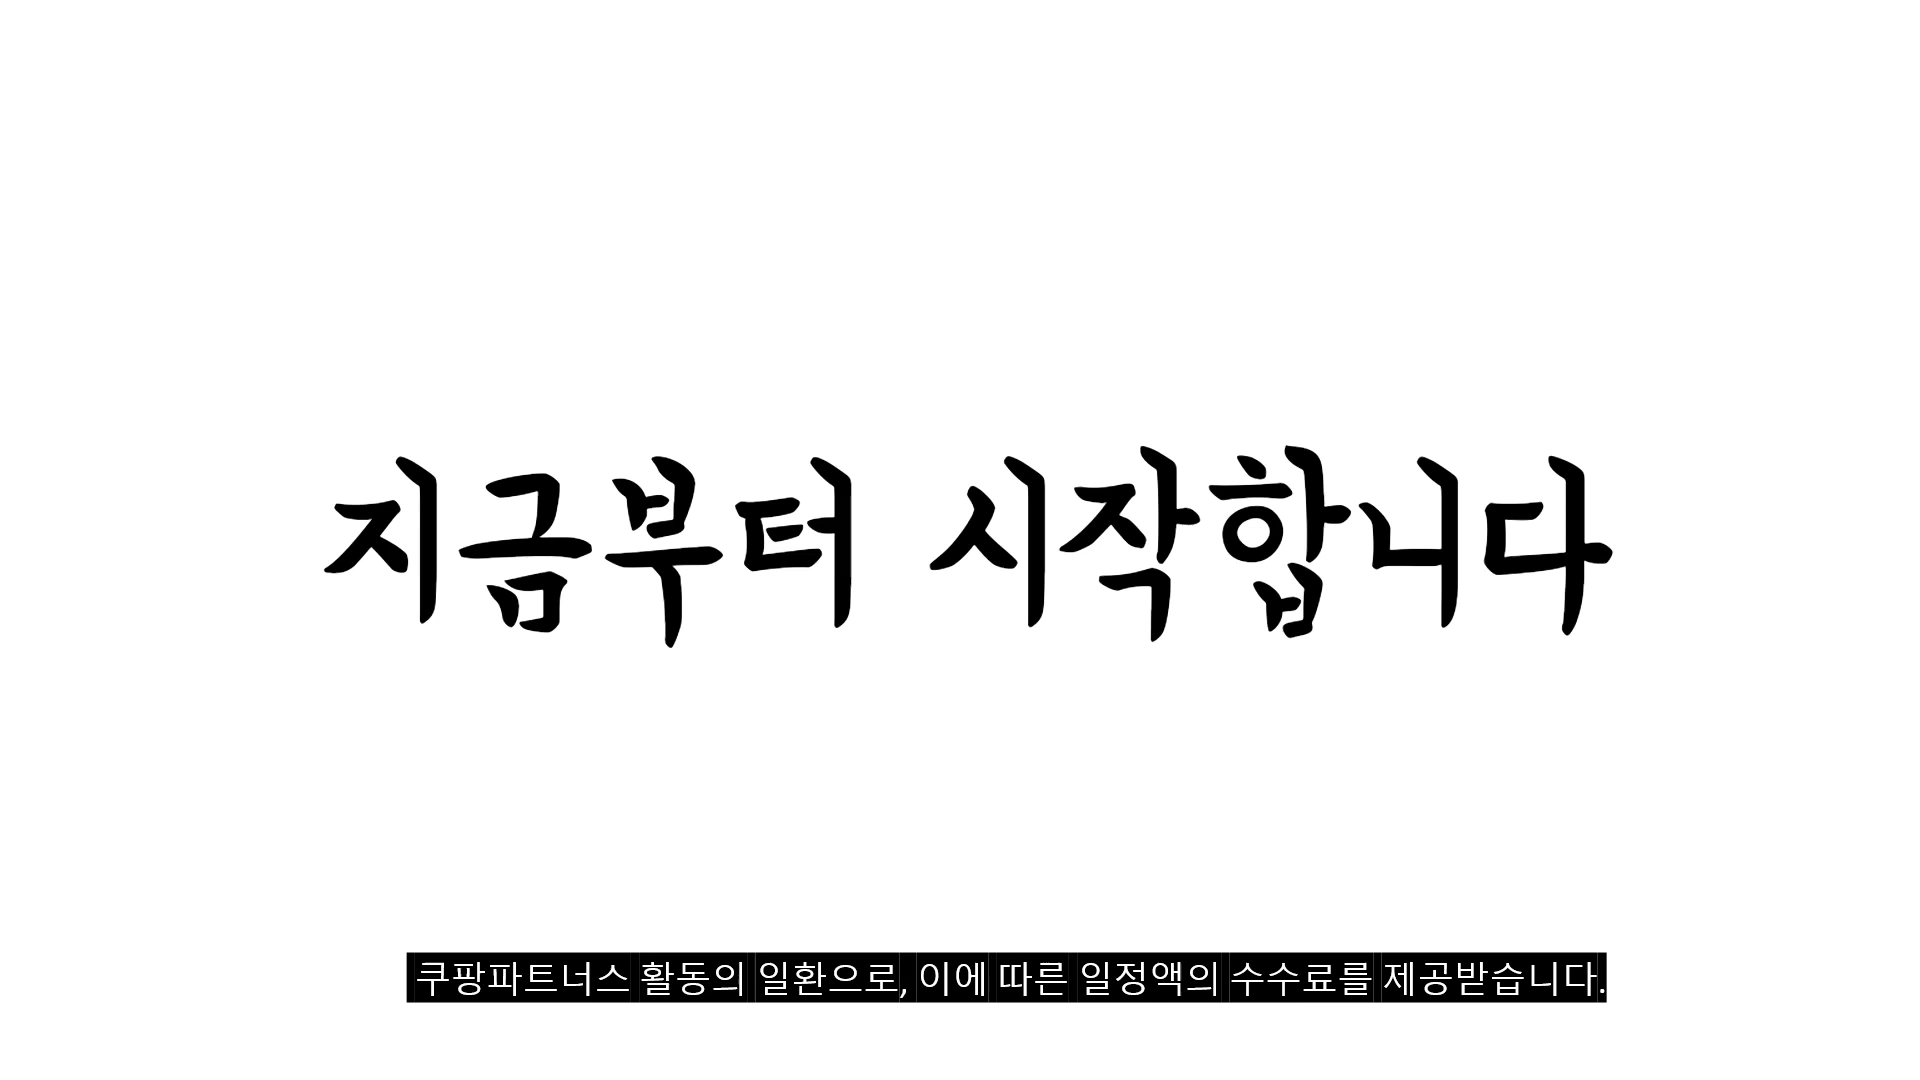 지금부터 시작합니다
쿠팡파트너스 활동의 일환으로, 이에 따른 일정액의 수수료를 제공받습니다.